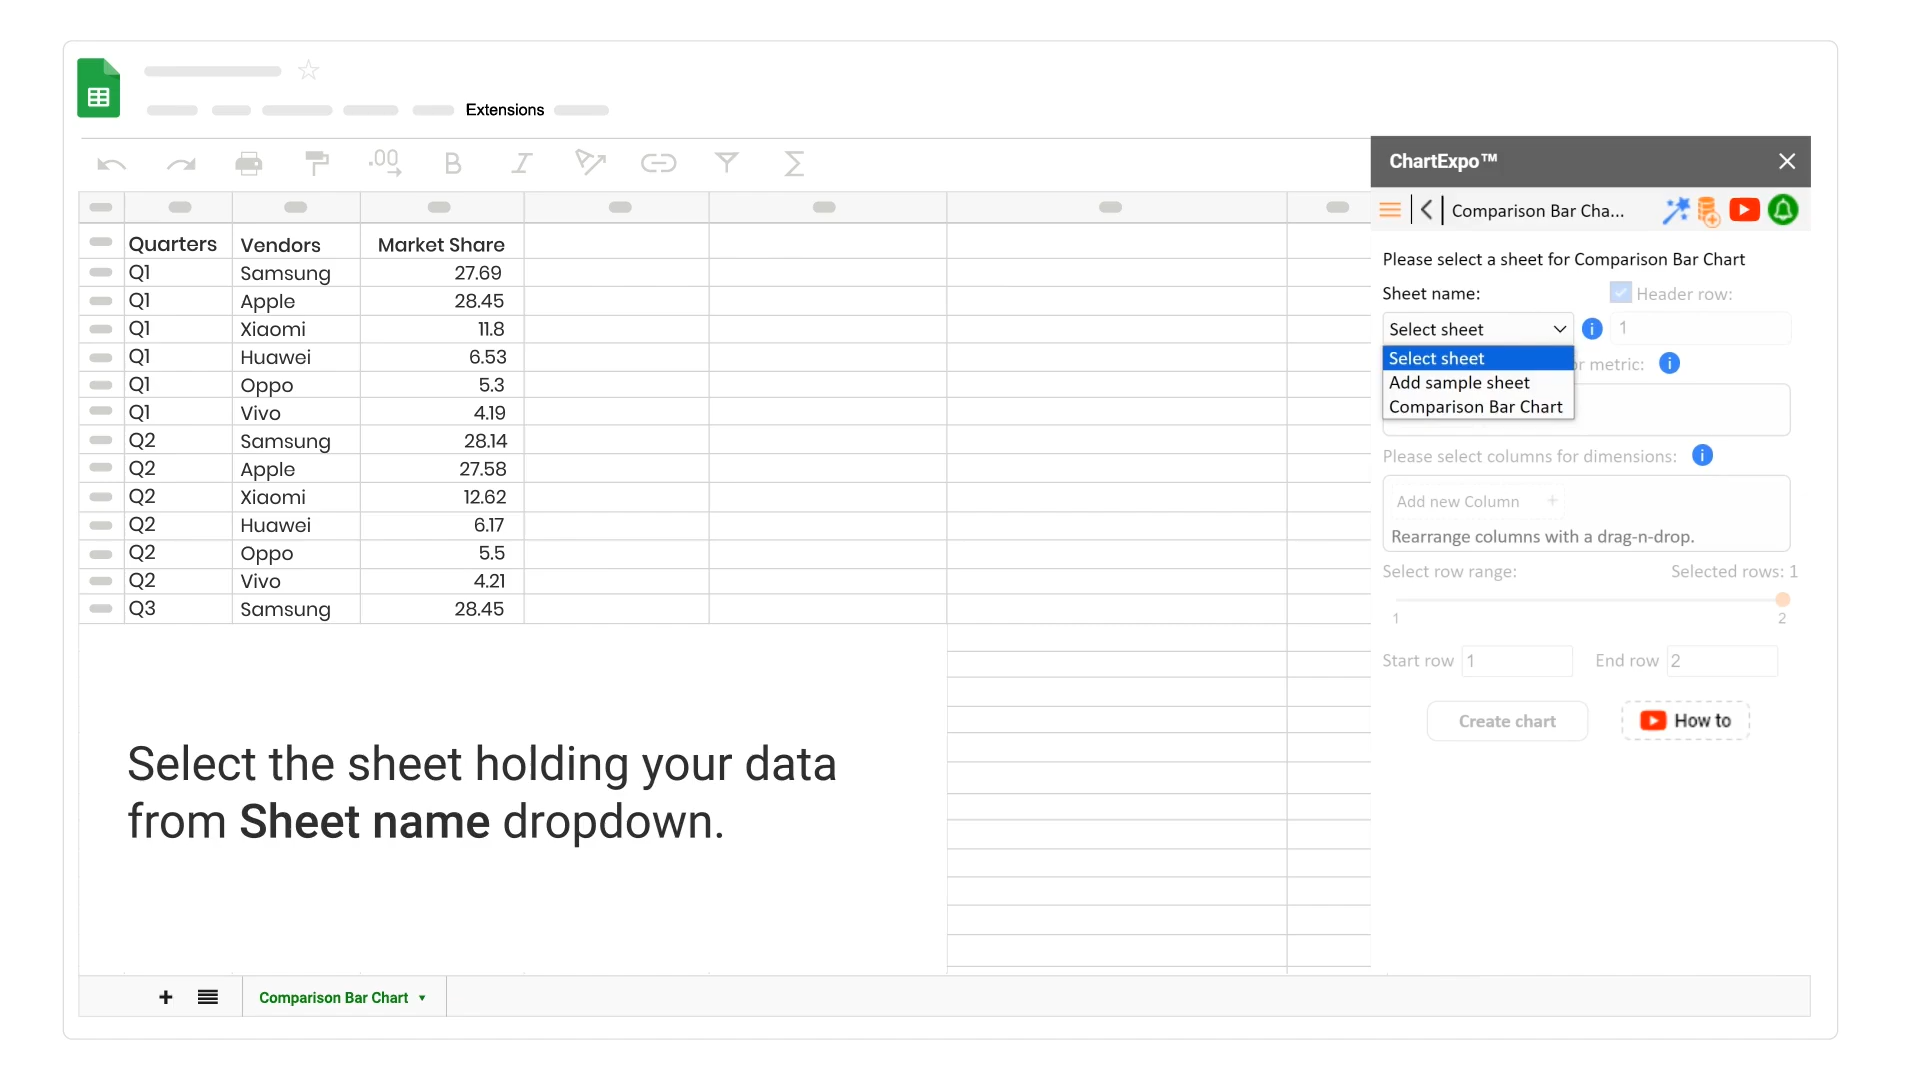 Extensions
.00
B
I
Quarters Vendors Market Share
Q1 Samsung 27.69
Q1 Apple 28.45
Q1 Xiaomi 11.8
Q1 Huawei 6.53
Q1 Oppo 5.3
Q1 Vivo 4.19
Q2 Samsung 28.14
Q2 Apple 27.58
Q2 Xiaomi 12.62
Q2 Huawei 6.17
Q2 Oppo 5.5
Q2 Vivo 4.21
Q3 Samsung 28.45
Select the sheet holding your data
from Sheet name dropdown.
Comparison Bar Chart
ChartExpo™
Comparison Bar Cha...
Please select a sheet for Comparison Bar Chart
Sheet name: Header row:
Select sheet 1
Select sheet
metric:
Add sample sheet
Comparison Bar Chart
Please select columns for dimensions:
Add new Column +
Rearrange columns with a drag-n-drop.
Select row range: Selected rows: 1
1 2
Start row 1 End row 2
Create chart How to